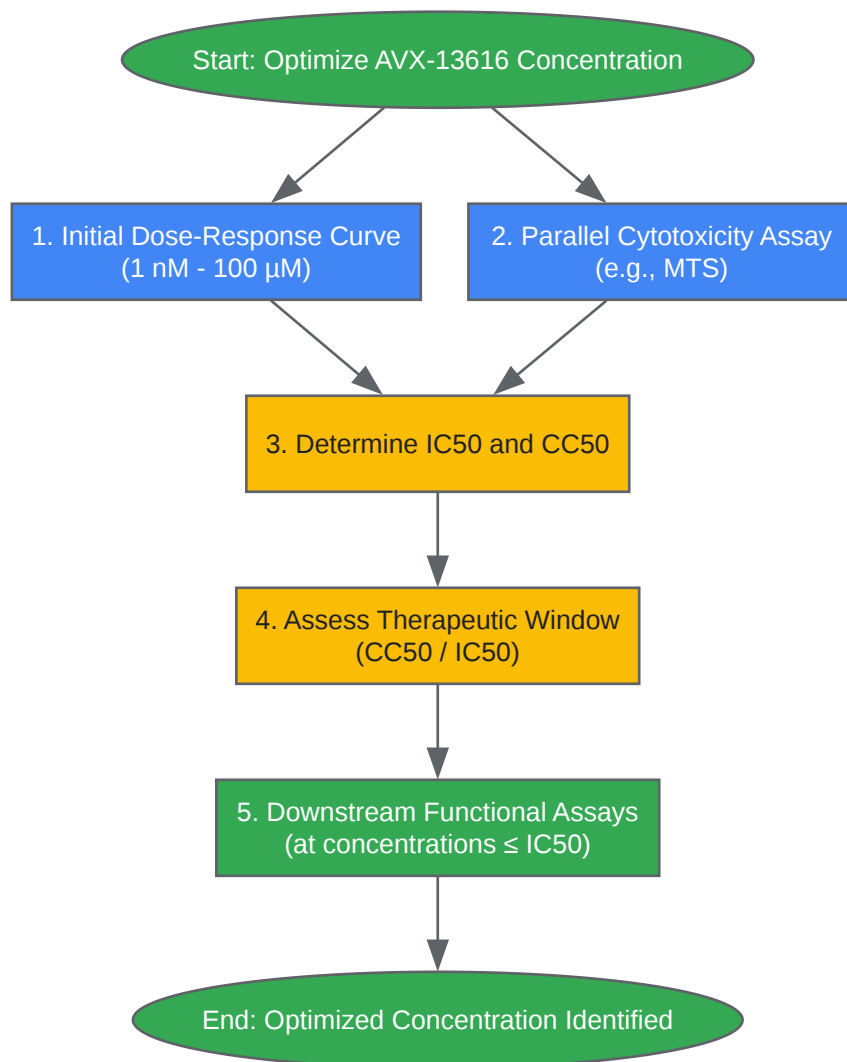 Start: Optimize AVX-13616 Concentration
1. Initial Dose-Response Curve
(1 nM - 100 µM)
2. Parallel Cytotoxicity Assay
(e.g., MTS)
3. Determine IC50 and CC50
4. Assess Therapeutic Window
(CC50 / IC50)
5. Downstream Functional Assays
(at concentrations ≤ IC50)
End: Optimized Concentration Identified